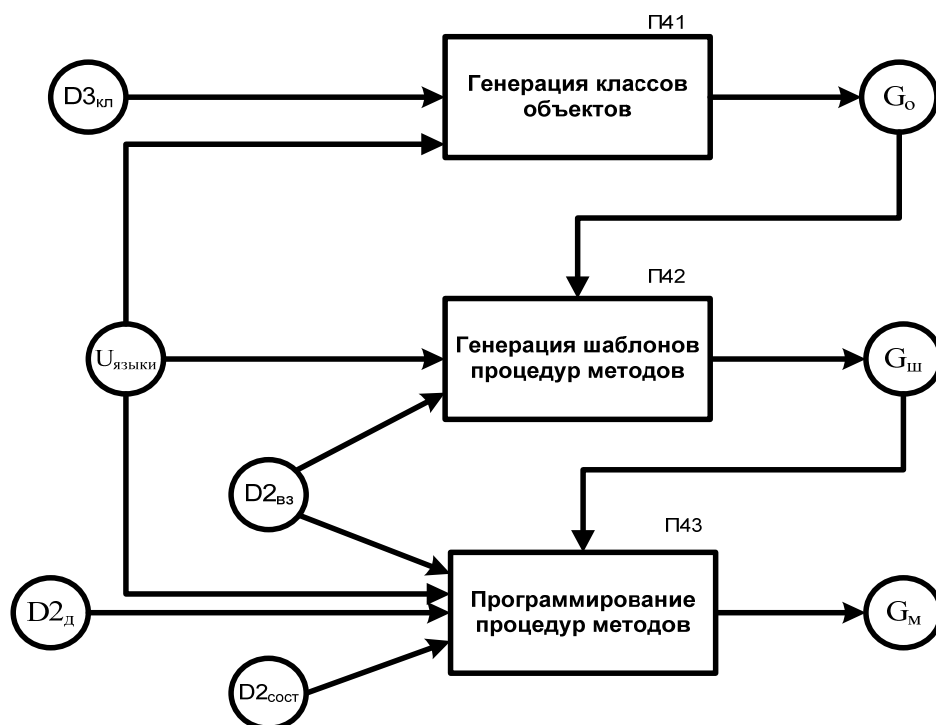 П41
D3кл
Генерация классов
объектов
Gо
П42
Uязыки
Генерация шаблонов
процедур методов
Gш
D2вз
П43
D2д
Программирование
процедур методов
Gм
D2сост